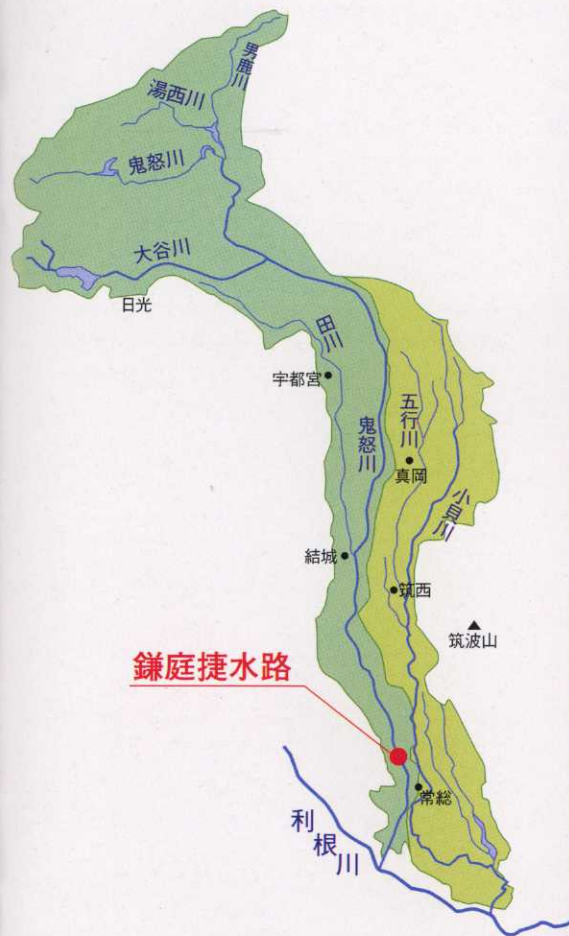 男鹿川
湯西川
鬼怒川
大谷川
日光
田川
宇都宮
鬼怒川
五行川
真岡
小貝川
結城
筑西
筑波山
鎌庭捷水路
常総
利根川